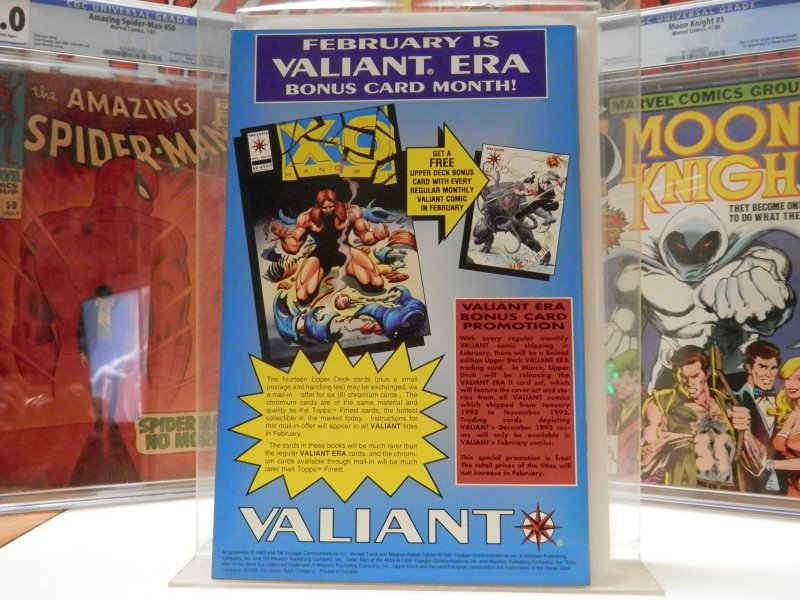 FEBRUARY IS
VALIANT® ERA
BONUS CARD MONTH!
VALIANT
X-O
MANOWAR
GET A
FREE
UPPER DECK BONUS
CARD WITH EVERY
REGULAR MONTHLY
VALIANT COMIC
IN FEBRUARY
VALIANT ERA
BONUS CARD
PROMOTION
With every regular monthly
VALIANT comic shipping in
February, there will be a limited
edition Upper Deck VALIANT ERA
trading card. In March, Upper
Deck will be releasing the
VALIANT ERA II card set, which
will feature the cover art and sto-
ries from all VALIANT comics
which shipped from January
1993 to November 1993.
Trading cards depicting
VALIANT's December 1993 cov-
ers will only be available in
VALIANT's February comics.
This special promotion is free!
The retail prices of the titles will
not increase in February.
The fourteen Upper Deck cards (plus a small
postage and handling fee) may be exchanged, via
a mail-in offer for six (6) chromium cards. The
chromium cards are of the same material and
quality as the Topps™ Finest cards, the hottest
collectible in the market today. Instructions for
this mail-in offer will appear in all VALIANT titles
in February.
The cards in these books will be much rarer than
the regular VALIANT ERA cards, and the chromi-
um cards available through mail-in will be much
rarer than Topps™ Finest.
VALIANT®
.0
CGC UNIVERSAL GRADE
Amazing Spider-Man #50
Marvel Comics, 7/67
the AMAZING
SPIDER-MAN
50
JULY
SPIDER
NO MOR
CGC UNIVERSAL GRADE
Moon Knight #1
Marvel Comics, 11/80
MARVEL COMICS GROUP
MOON
KNIGH
THEY BECOME ON
TO DO WHAT THE